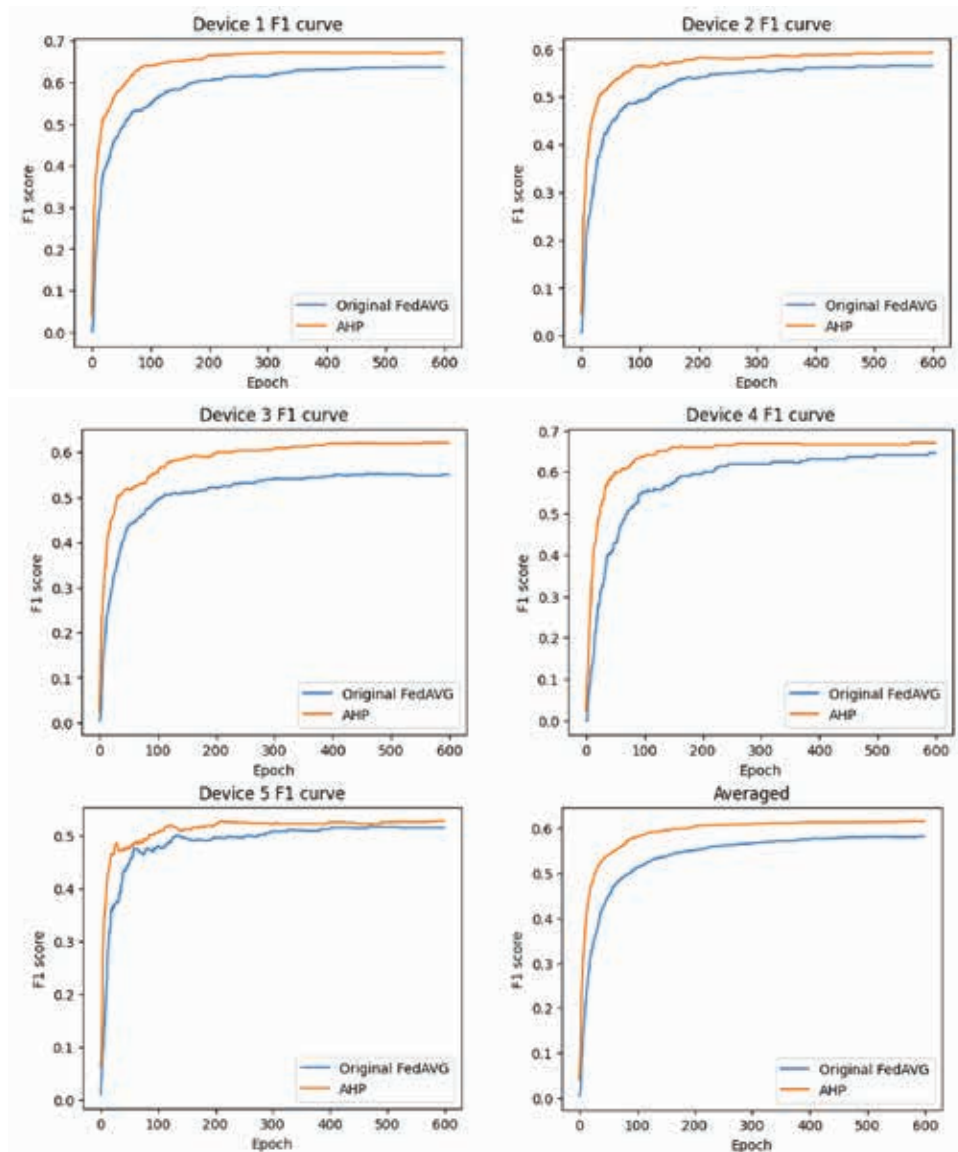 Device 1 F1 curve
0.7
0.6
0.5
0.4
0.3
0.2
0.1
0.0
F1 score
Original FedAVG
AHP
0 100 200 300 400 500 600
Epoch
Device 2 F1 curve
0.6
0.5
0.4
0.3
0.2
0.1
0.0
F1 score
Original FedAVG
AHP
0 100 200 300 400 500 600
Epoch
Device 3 F1 curve
0.6
0.5
0.4
0.3
0.2
0.1
0.0
F1 score
Original FedAVG
AHP
0 100 200 300 400 500 600
Epoch
Device 4 F1 curve
0.7
0.6
0.5
0.4
0.3
0.2
0.1
0.0
F1 score
Original FedAVG
AHP
0 100 200 300 400 500 600
Epoch
Device 5 F1 curve
0.5
0.4
0.3
0.2
0.1
0.0
F1 score
Original FedAVG
AHP
0 100 200 300 400 500 600
Epoch
Averaged
0.6
0.5
0.4
0.3
0.2
0.1
0.0
F1 score
Original FedAVG
AHP
0 100 200 300 400 500 600
Epoch